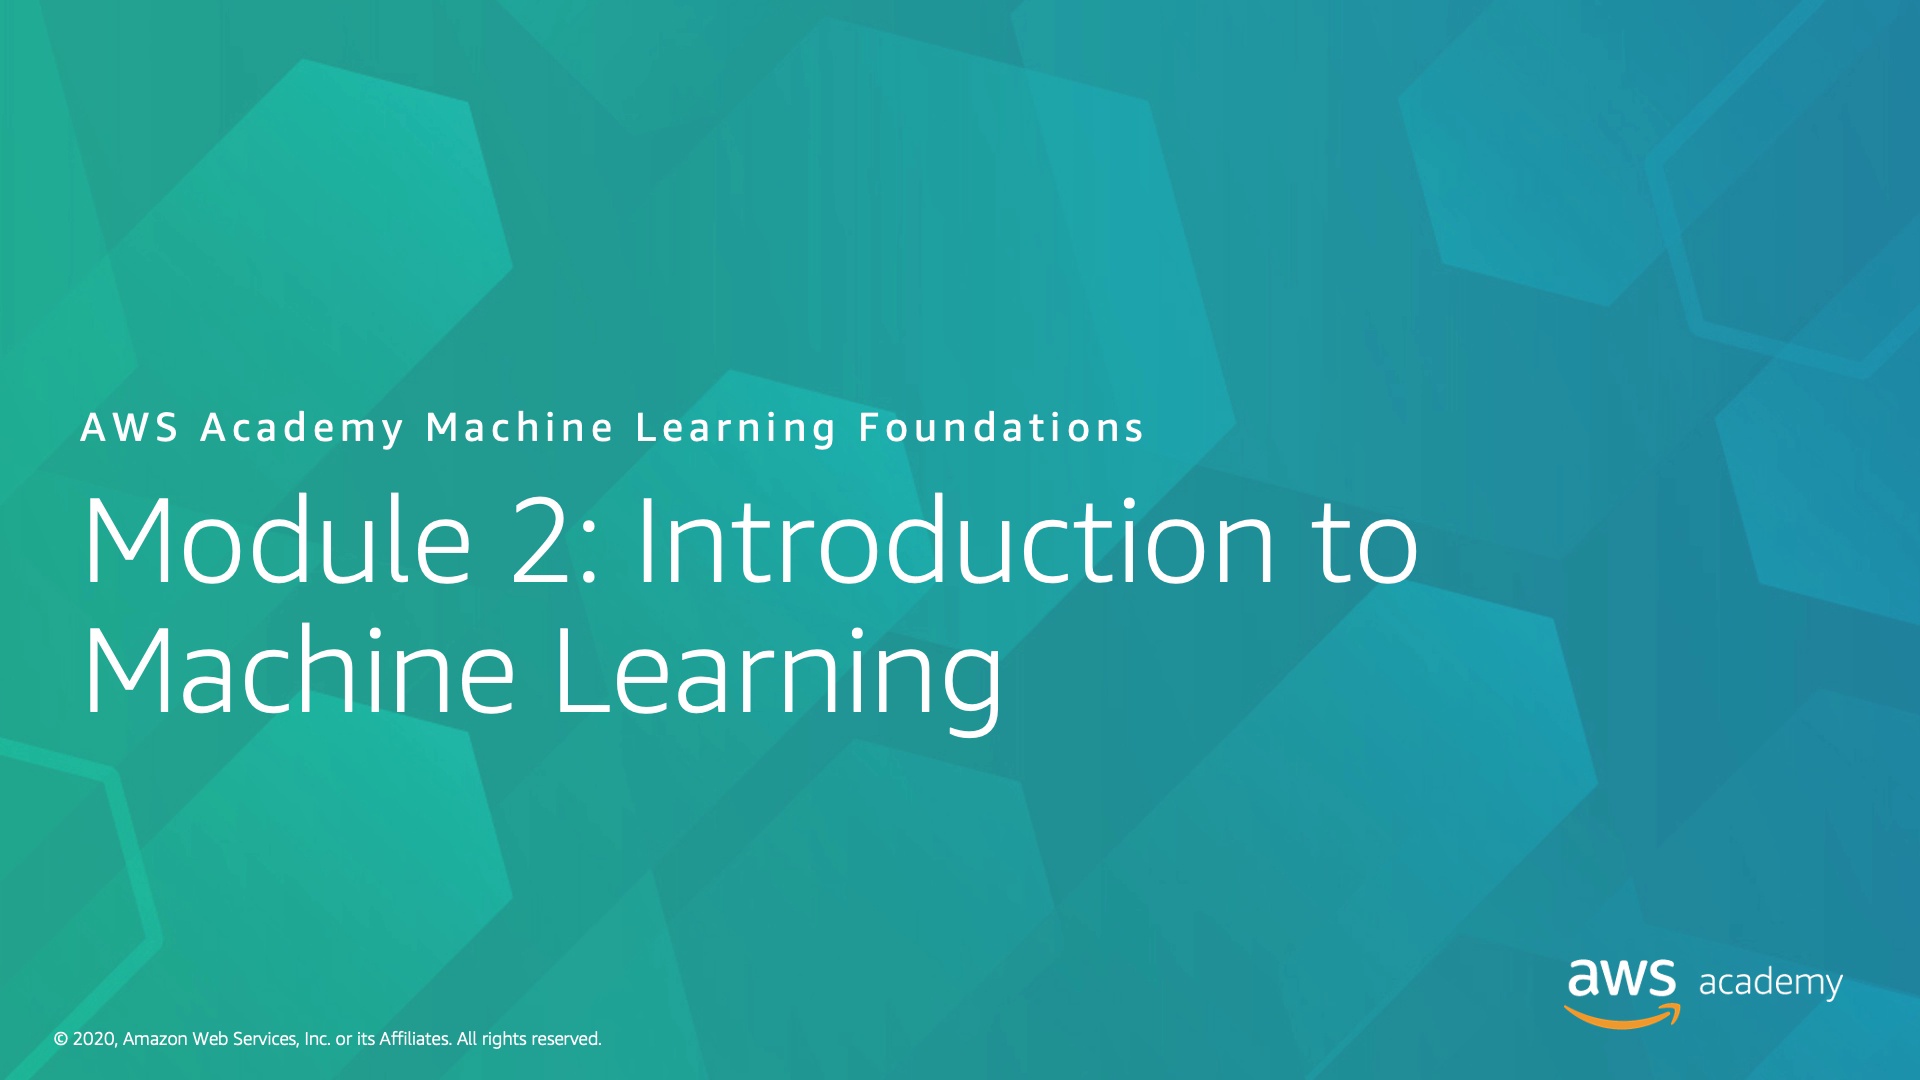 AWS Academy Machine Learning Foundations
Module 2: Introduction to
Machine Learning
aws academy
© 2020, Amazon Web Services, Inc. or its Affiliates. All rights reserved.